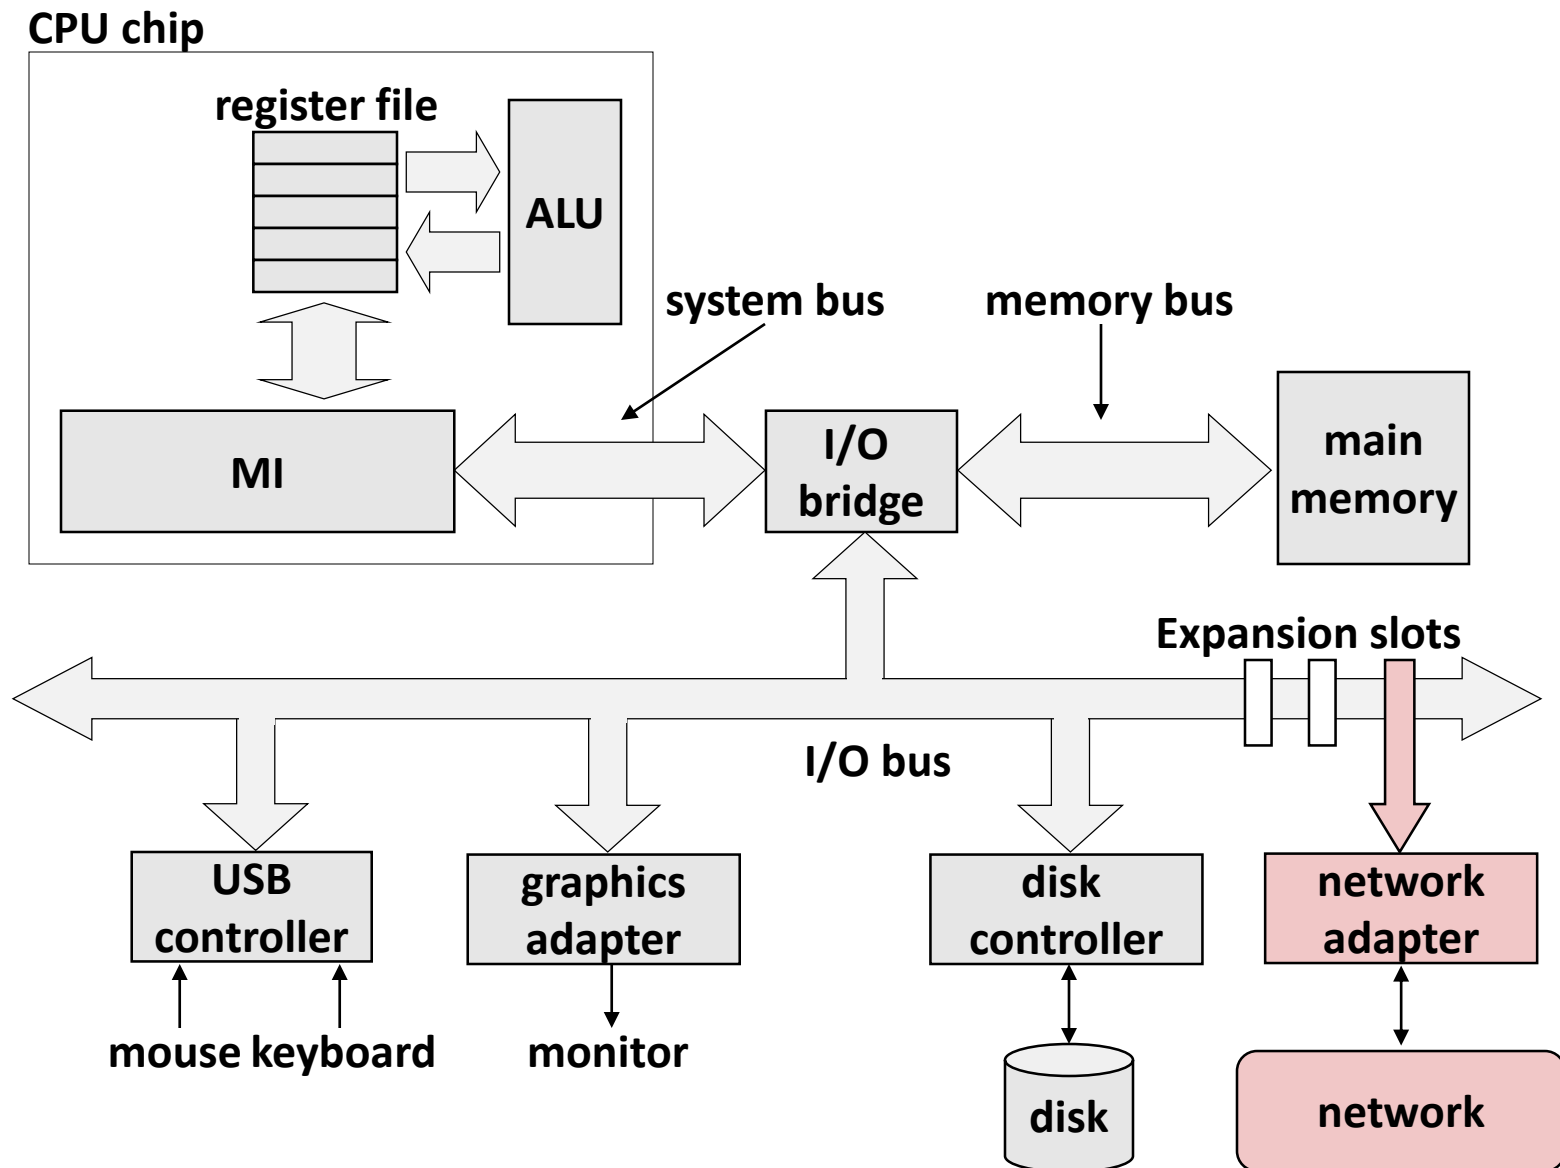 CPU chip
register file
ALU
system bus
memory bus
MI
I/O
bridge
main
memory
Expansion slots
I/O bus
USB
controller
graphics
adapter
disk
controller
network
adapter
mouse keyboard
monitor
disk
network